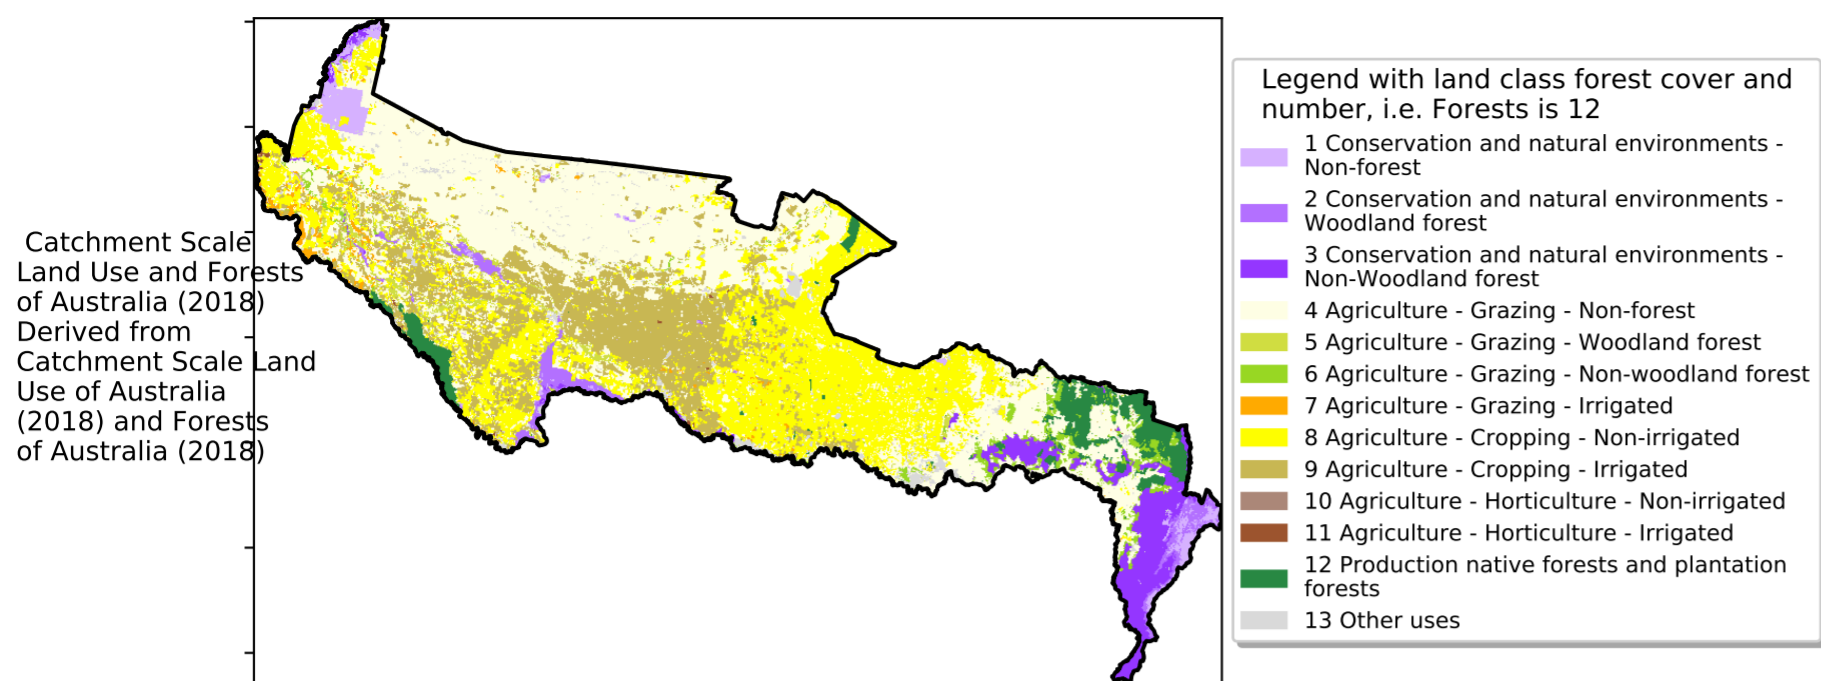 Catchment Scale
Land Use and Forests
of Australia (2018)
Derived from
Catchment Scale Land
Use of Australia
(2018) and Forests
of Australia (2018)
Legend with land class forest cover and
number, i.e. Forests is 12
1 Conservation and natural environments -
Non-forest
2 Conservation and natural environments -
Woodland forest
3 Conservation and natural environments -
Non-Woodland forest
4 Agriculture - Grazing - Non-forest
5 Agriculture - Grazing - Woodland forest
6 Agriculture - Grazing - Non-woodland forest
7 Agriculture - Grazing - Irrigated
8 Agriculture - Cropping - Non-irrigated
9 Agriculture - Cropping - Irrigated
10 Agriculture - Horticulture - Non-irrigated
11 Agriculture - Horticulture - Irrigated
12 Production native forests and plantation
forests
13 Other uses